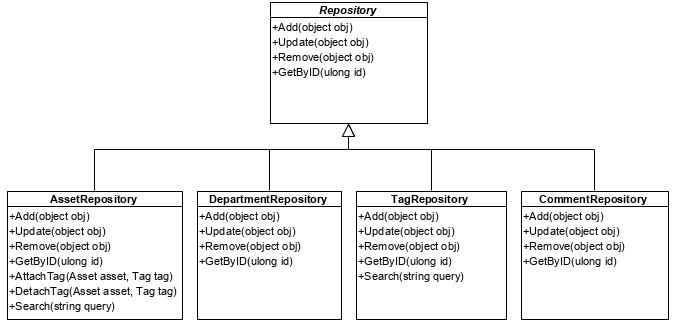 Repository
+Add(object obj)
+Update(object obj)
+Remove(object obj)
+GetByID(ulong id)
AssetRepository
+Add(object obj)
+Update(object obj)
+Remove(object obj)
+GetByID(ulong id)
+AttachTag(Asset asset, Tag tag)
+DetachTag(Asset asset, Tag tag)
+Search(string query)
DepartmentRepository
+Add(object obj)
+Update(object obj)
+Remove(object obj)
+GetByID(ulong id)
TagRepository
+Add(object obj)
+Update(object obj)
+Remove(object obj)
+GetByID(ulong id)
+Search(string query)
CommentRepository
+Add(object obj)
+Update(object obj)
+Remove(object obj)
+GetByID(ulong id)